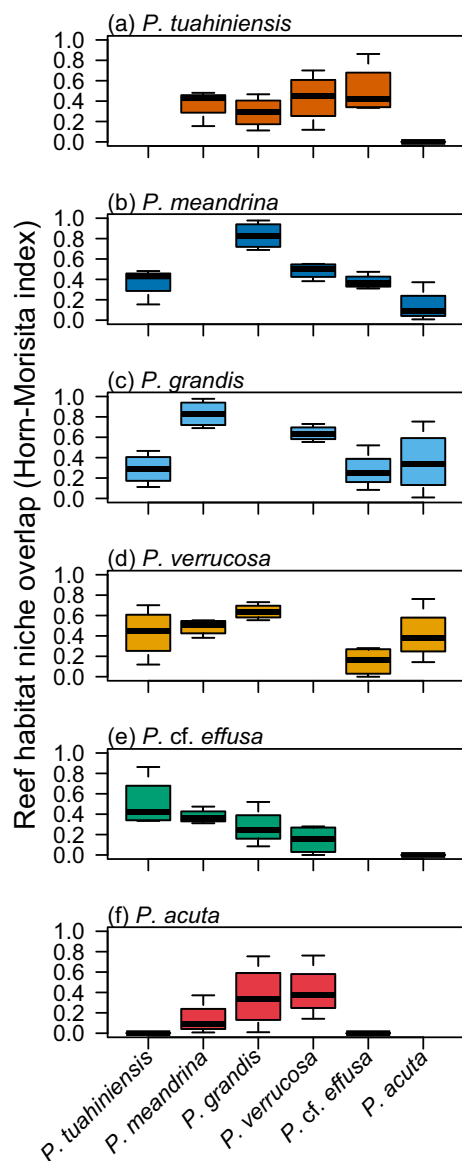 Reef habitat niche overlap (Horn-Morisita index)
(a) P. tuahiniensis
1.0
0.8
0.6
0.4
0.2
0.0
(b) P. meandrina
1.0
0.8
0.6
0.4
0.2
0.0
(c) P. grandis
1.0
0.8
0.6
0.4
0.2
0.0
(d) P. verrucosa
1.0
0.8
0.6
0.4
0.2
0.0
(e) P. cf. effusa
1.0
0.8
0.6
0.4
0.2
0.0
(f) P. acuta
1.0
0.8
0.6
0.4
0.2
0.0
P. tuahiniensis
P. meandrina
P. grandis
P. verrucosa
P. cf. effusa
P. acuta